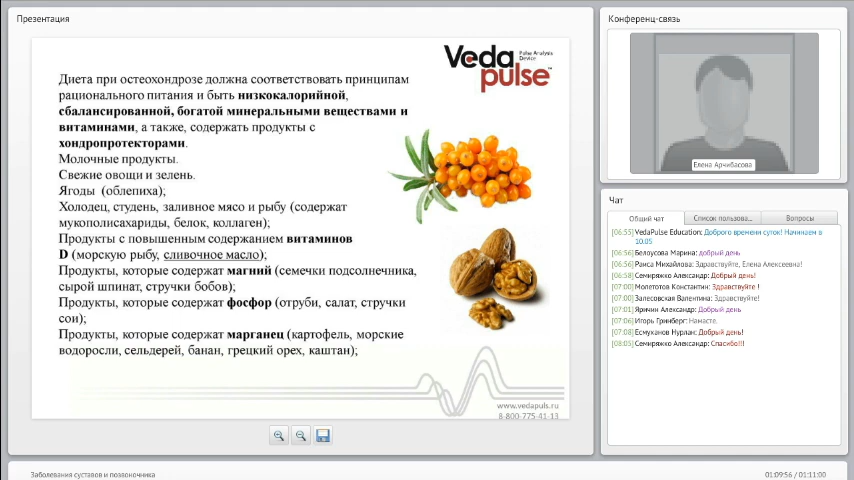 Презентация
Veda
pulse™
Pulse Analysis
Device
Диета при остеохондрозе должна соответствовать принципам
рационального питания и быть низкокалорийной,
сбалансированной, богатой минеральными веществами и
витаминами, а также, содержать продукты с
хондропротекторами.
Молочные продукты.
Свежие овощи и зелень.
Ягоды (облепиха);
Холодец, студень, заливное мясо и рыбу (содержат
мукополисахариды, белок, коллаген);
Продукты с повышенным содержанием витаминов
D (морскую рыбу, сливочное масло);
Продукты, которые содержат магний (семечки подсолнечника,
сырой шпинат, стручки бобов);
Продукты, которые содержат фосфор (отруби, салат, стручки
сои);
Продукты, которые содержат марганец (картофель, морские
водоросли, сельдерей, банан, грецкий орех, каштан);
www.vedapuls.ru
8-800-775-41-13
Конференц-связь
Елена Арчибасова
Чат
Общий чат
Список пользова...
Вопросы
[06:55] VedaPulse Education: Доброго времени суток! Начинаем в
10.05
[06:56] Белоусова Марина: добрый день
[06:56] Раиса Михайлова: Здравствуйте, Елена Алексеевна!
[06:58] Семиряжко Александр: Добрый день!
[07:00] Молетотов Константин: Здравствуйте !
[07:00] Залесовская Валентина: Здравствуйте!
[07:01] Яричин Александр: Добрый день
[07:06] Игорь Гринберг: Намасте.
[07:08] Есмуханов Нурлан: Добрый день!
[08:03] Семиряжко Александр: Спасибо!!!
Заболевания суставов и позвоночника
01:09:56 / 01:11:00